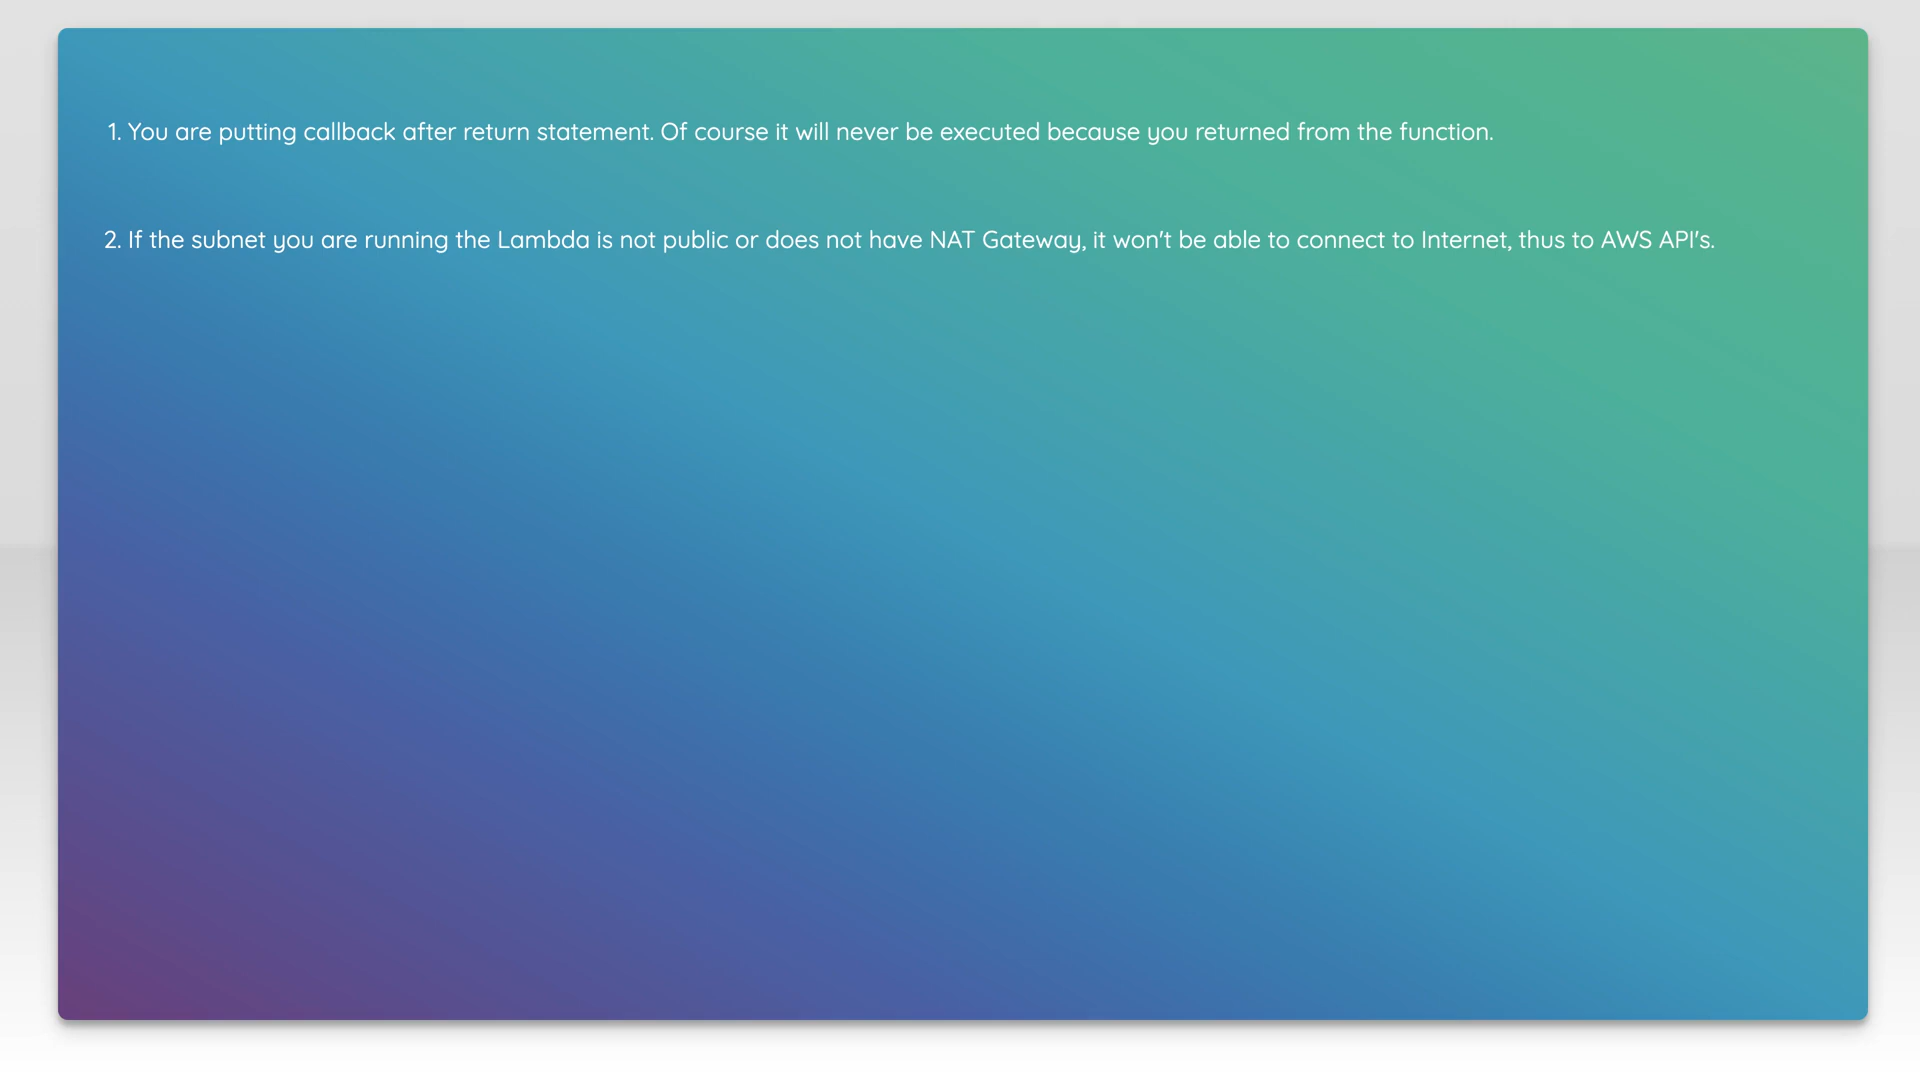 1. You are putting callback after return statement. Of course it will never be executed because you returned from the function.
2. If the subnet you are running the Lambda is not public or does not have NAT Gateway, it won't be able to connect to Internet, thus to AWS API's.